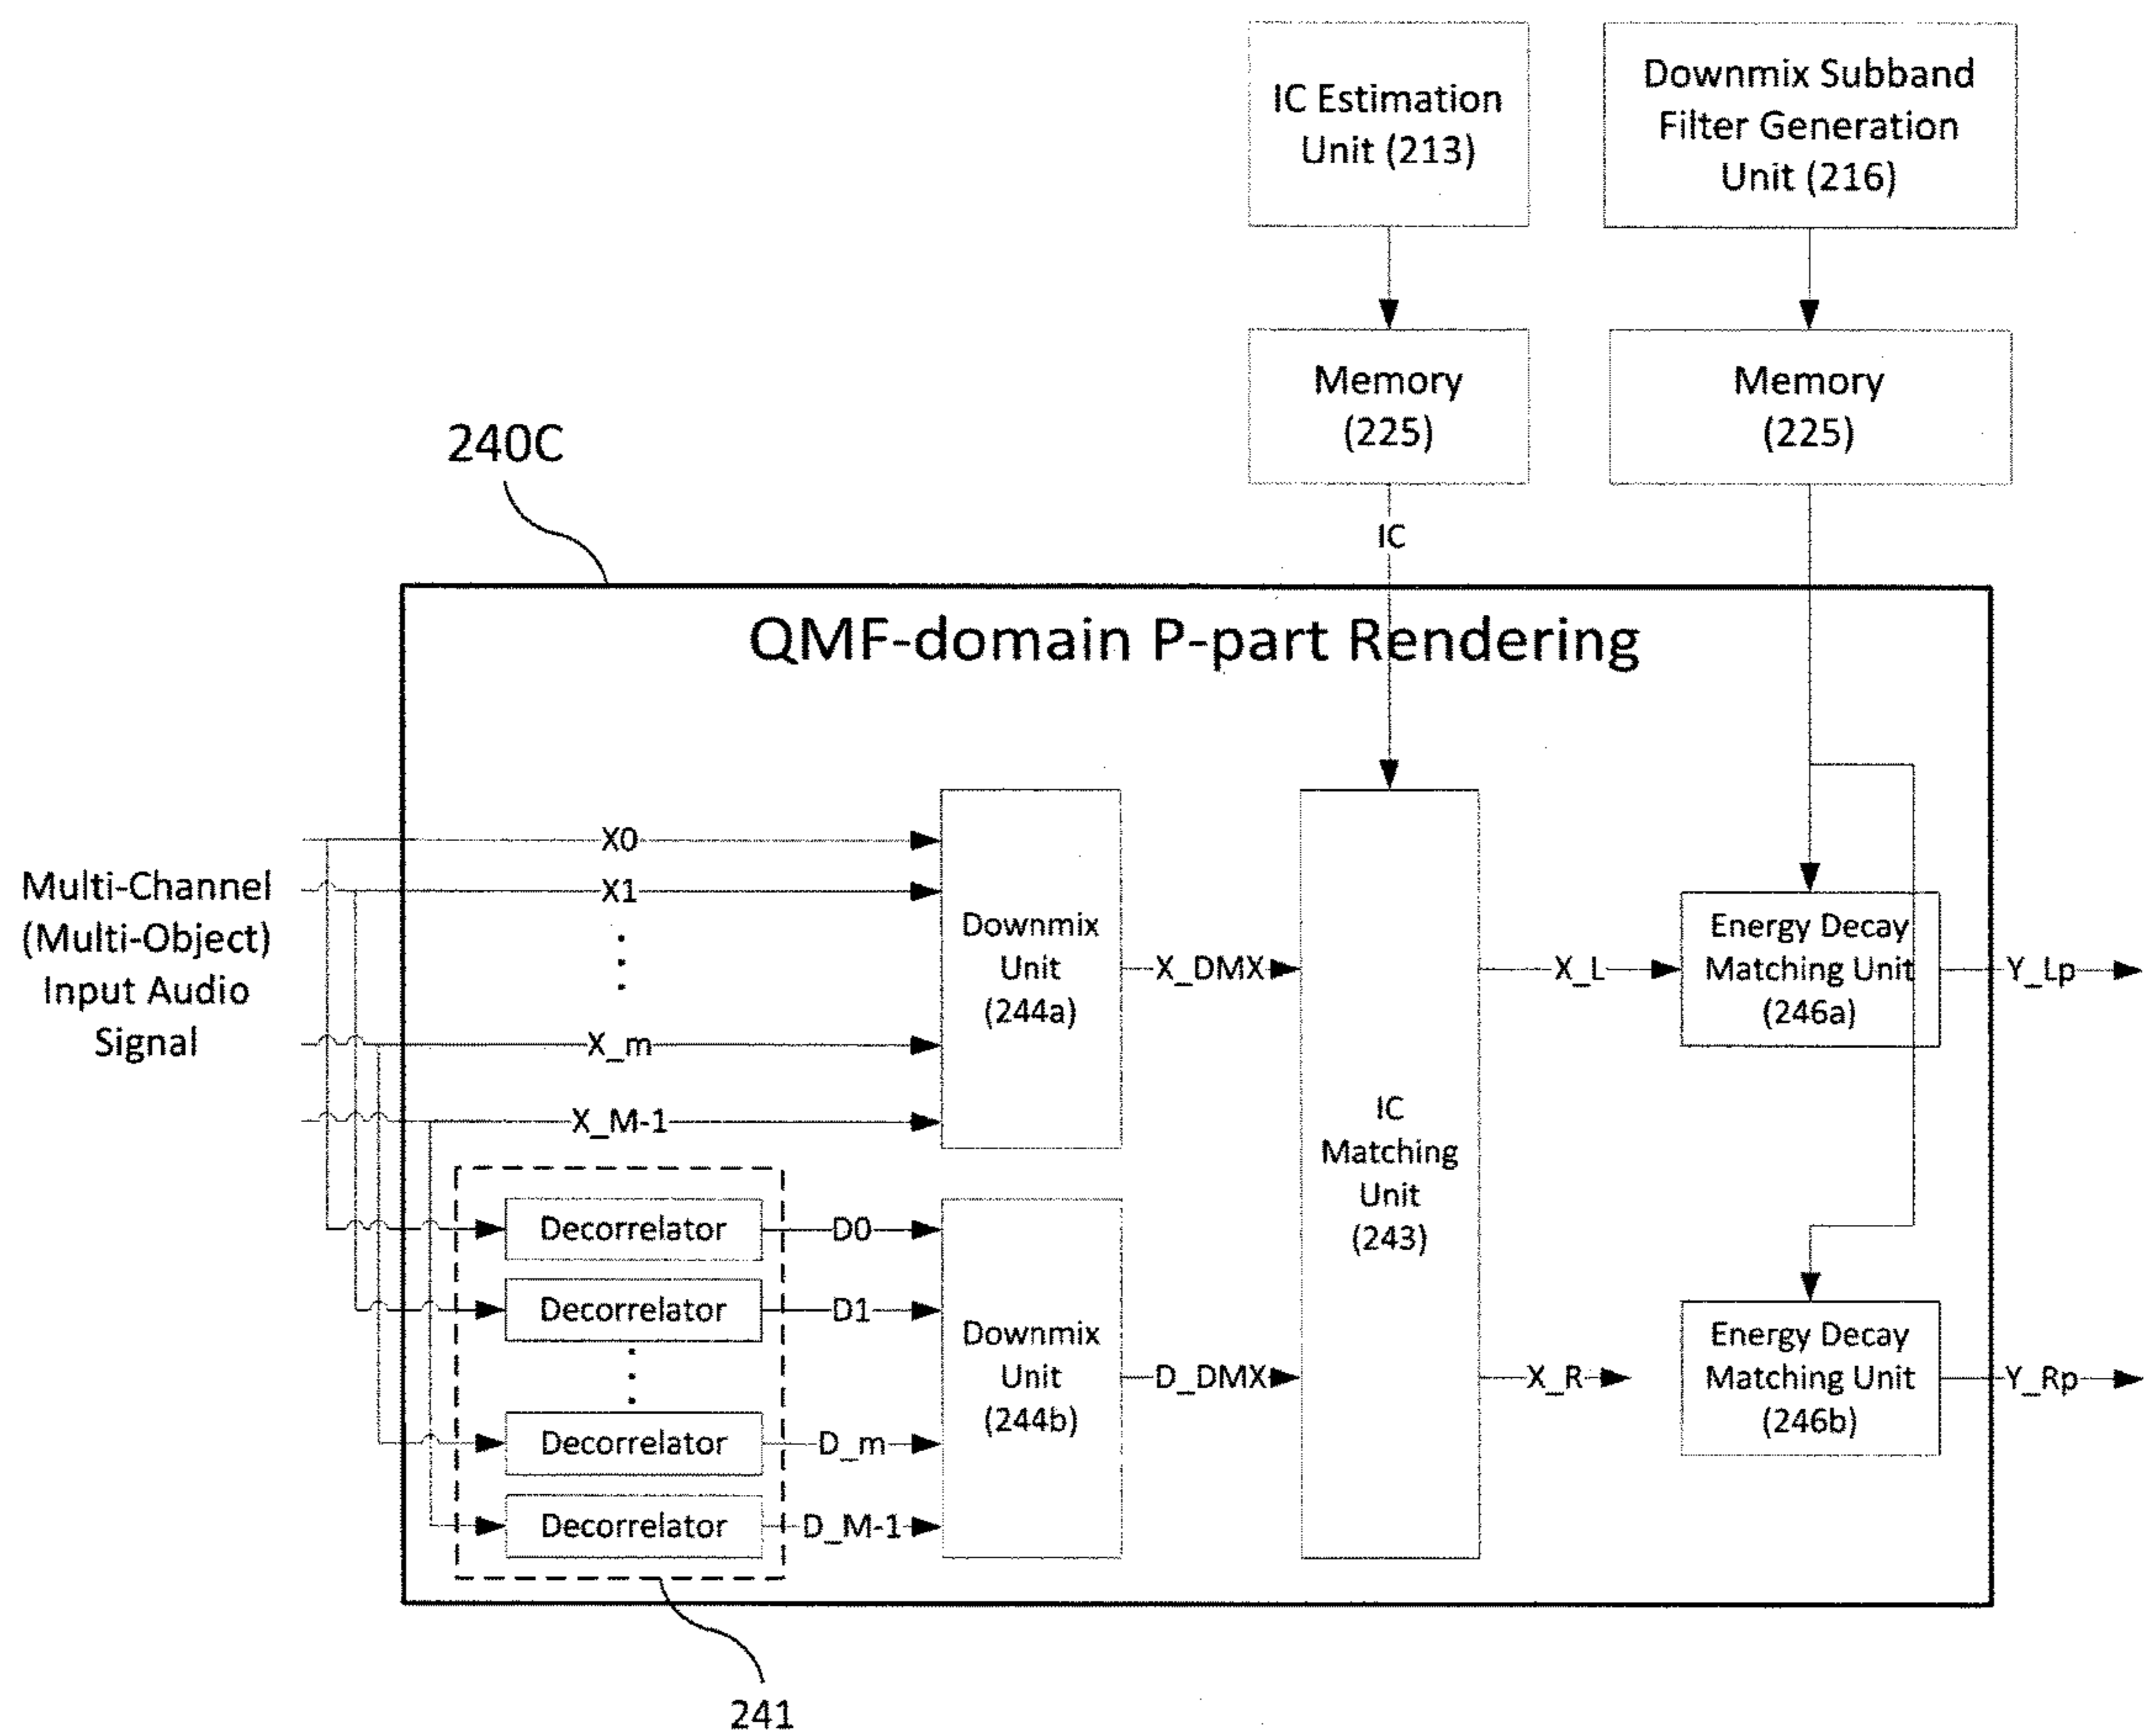 IC Estimation
Unit (213)
Downmix Subband
Filter Generation
Unit (216)
Memory
(225)
Memory
(225)
240C
IC
QMF-domain P-part Rendering
Multi-Channel
(Multi-Object)
Input Audio
Signal
X0
X1
X_m
X_M-1
Downmix
Unit
(244a)
X_DMX
IC
Matching
Unit
(243)
X_L
Energy Decay
Matching Unit
(246a)
Y_Lp
Decorrelator
D0
Decorrelator
D1
Decorrelator
D_m
Decorrelator
D_M-1
Downmix
Unit
(244b)
D_DMX
X_R
Energy Decay
Matching Unit
(246b)
Y_Rp
241